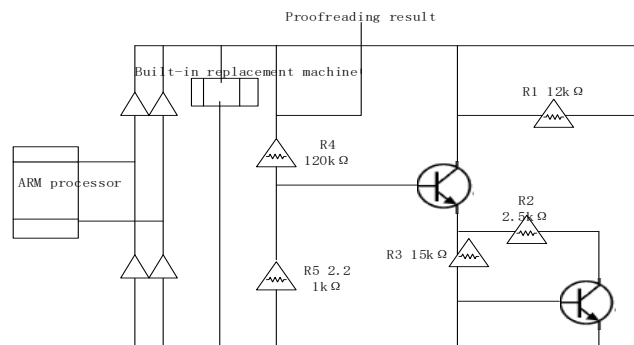 Proofreading result
Built-in replacement machine
R1 12kΩ
R4
120kΩ
ARM processor
R2
2.5kΩ
R3 15kΩ
R5 2.2
1kΩ